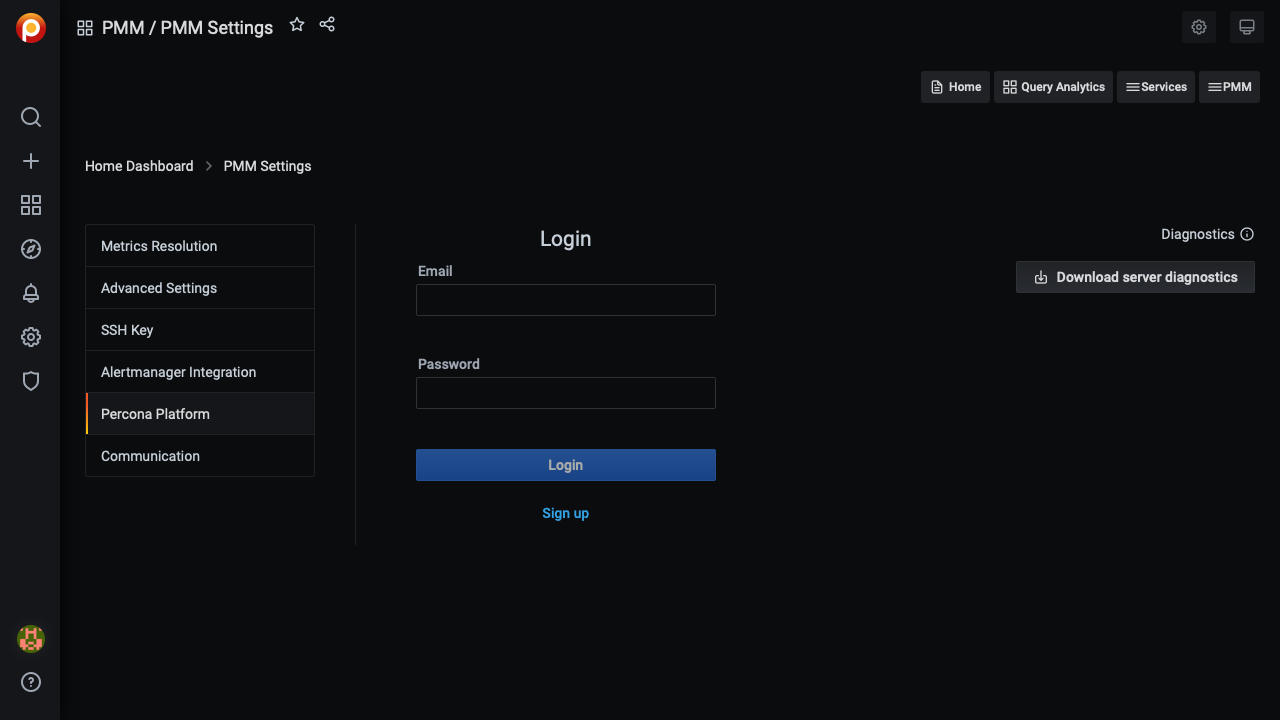 PMM / PMM Settings
Home
Query Analytics
Services
PMM
Home Dashboard
PMM Settings
Metrics Resolution
Advanced Settings
SSH Key
Alertmanager Integration
Percona Platform
Communication
Login
Email
Password
Login
Sign up
Diagnostics
Download server diagnostics